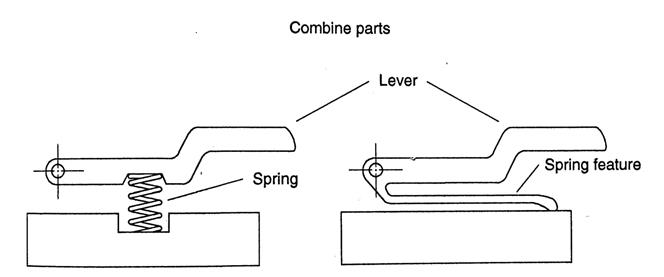 Combine parts
Lever
Spring
Spring feature